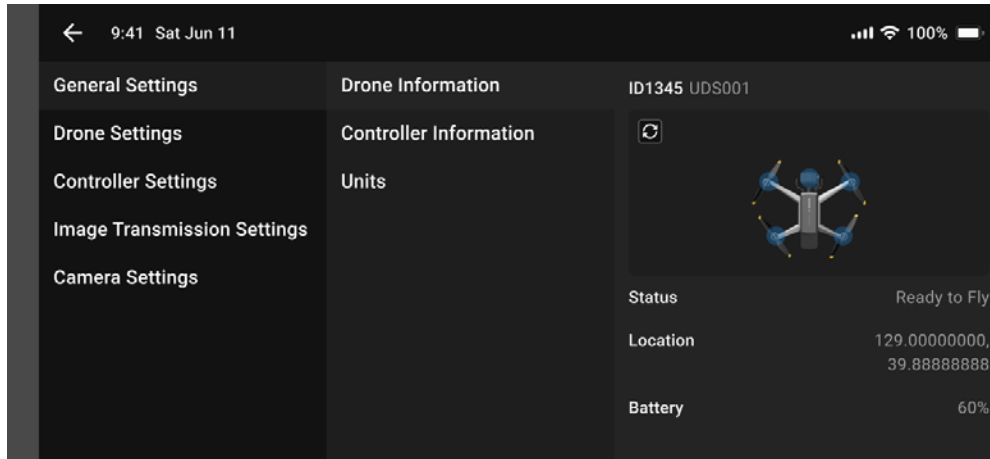 9:41 Sat Jun 11
100%
General Settings
Drone Settings
Controller Settings
Image Transmission Settings
Camera Settings
Drone Information
Controller Information
Units
ID1345 UDS001
Status Ready to Fly
Location 129.00000000,
39.88888888
Battery 60%